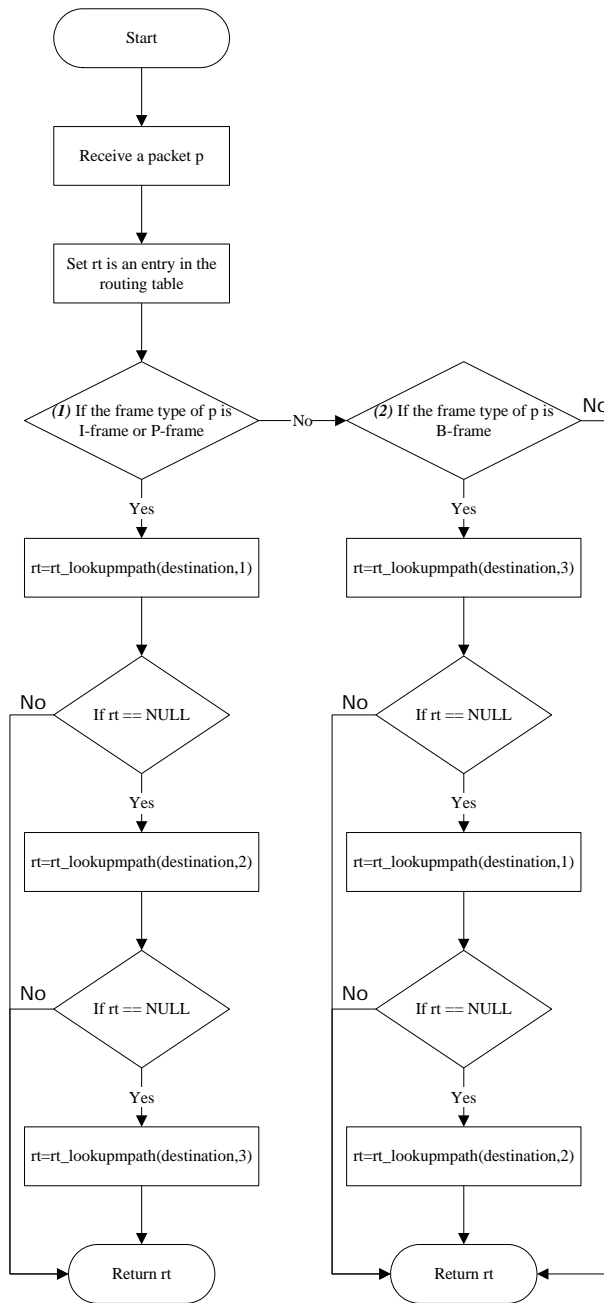 Start
Receive a packet p
Set rt is an entry in the
routing table
(1) If the frame type of p is
I-frame or P-frame
No
(2) If the frame type of p is
B-frame
No
Yes
Yes
rt=rt_lookupmpath(destination,1)
rt=rt_lookupmpath(destination,3)
No
If rt == NULL
No
If rt == NULL
Yes
Yes
rt=rt_lookupmpath(destination,2)
rt=rt_lookupmpath(destination,1)
No
If rt == NULL
No
If rt == NULL
Yes
Yes
rt=rt_lookupmpath(destination,3)
rt=rt_lookupmpath(destination,2)
Return rt
Return rt